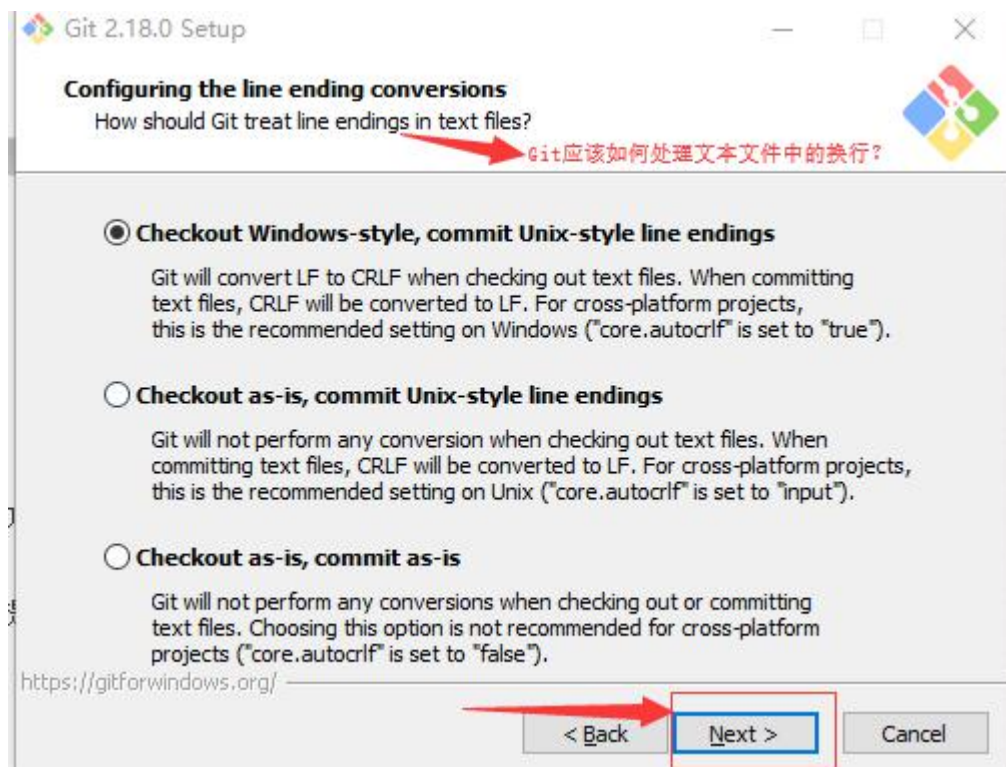 Git 2.18.0 Setup
Configuring the line ending conversions
How should Git treat line endings in text files?
Git应该如何处理文本文件中的换行?
Checkout Windows-style, commit Unix-style line endings
Git will convert LF to CRLF when checking out text files. When committing
text files, CRLF will be converted to LF. For cross-platform projects,
this is the recommended setting on Windows ("core.autocrlf" is set to "true").
Checkout as-is, commit Unix-style line endings
Git will not perform any conversion when checking out text files. When
committing text files, CRLF will be converted to LF. For cross-platform projects,
this is the recommended setting on Unix ("core.autocrlf" is set to "input").
Checkout as-is, commit as-is
Git will not perform any conversions when checking out or committing
text files. Choosing this option is not recommended for cross-platform
projects ("core.autocrlf" is set to "false").
https://gitforwindows.org/
< Back Next > Cancel